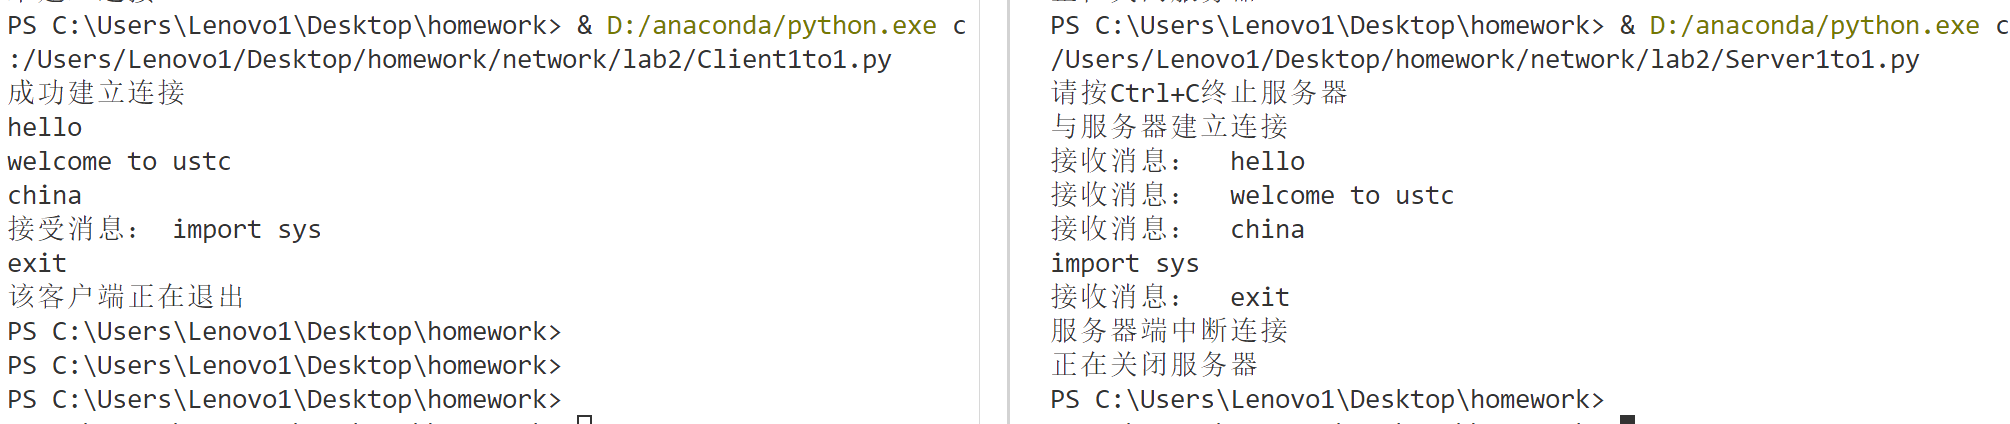 PS C:\Users\Lenovo1\Desktop\homework> & D:/anaconda/python.exe c
:/Users/Lenovo1/Desktop/homework/network/lab2/Client1to1.py
成功建立连接
hello
welcome to ustc
china
接受消息： import sys
exit
该客户端正在退出
PS C:\Users\Lenovo1\Desktop\homework>
PS C:\Users\Lenovo1\Desktop\homework>
PS C:\Users\Lenovo1\Desktop\homework>
PS C:\Users\Lenovo1\Desktop\homework> & D:/anaconda/python.exe c
/Users/Lenovo1/Desktop/homework/network/lab2/Server1to1.py
请按Ctrl+C终止服务器
与服务器建立连接
接收消息： hello
接收消息： welcome to ustc
接收消息： china
import sys
接收消息： exit
服务器端中断连接
正在关闭服务器
PS C:\Users\Lenovo1\Desktop\homework>